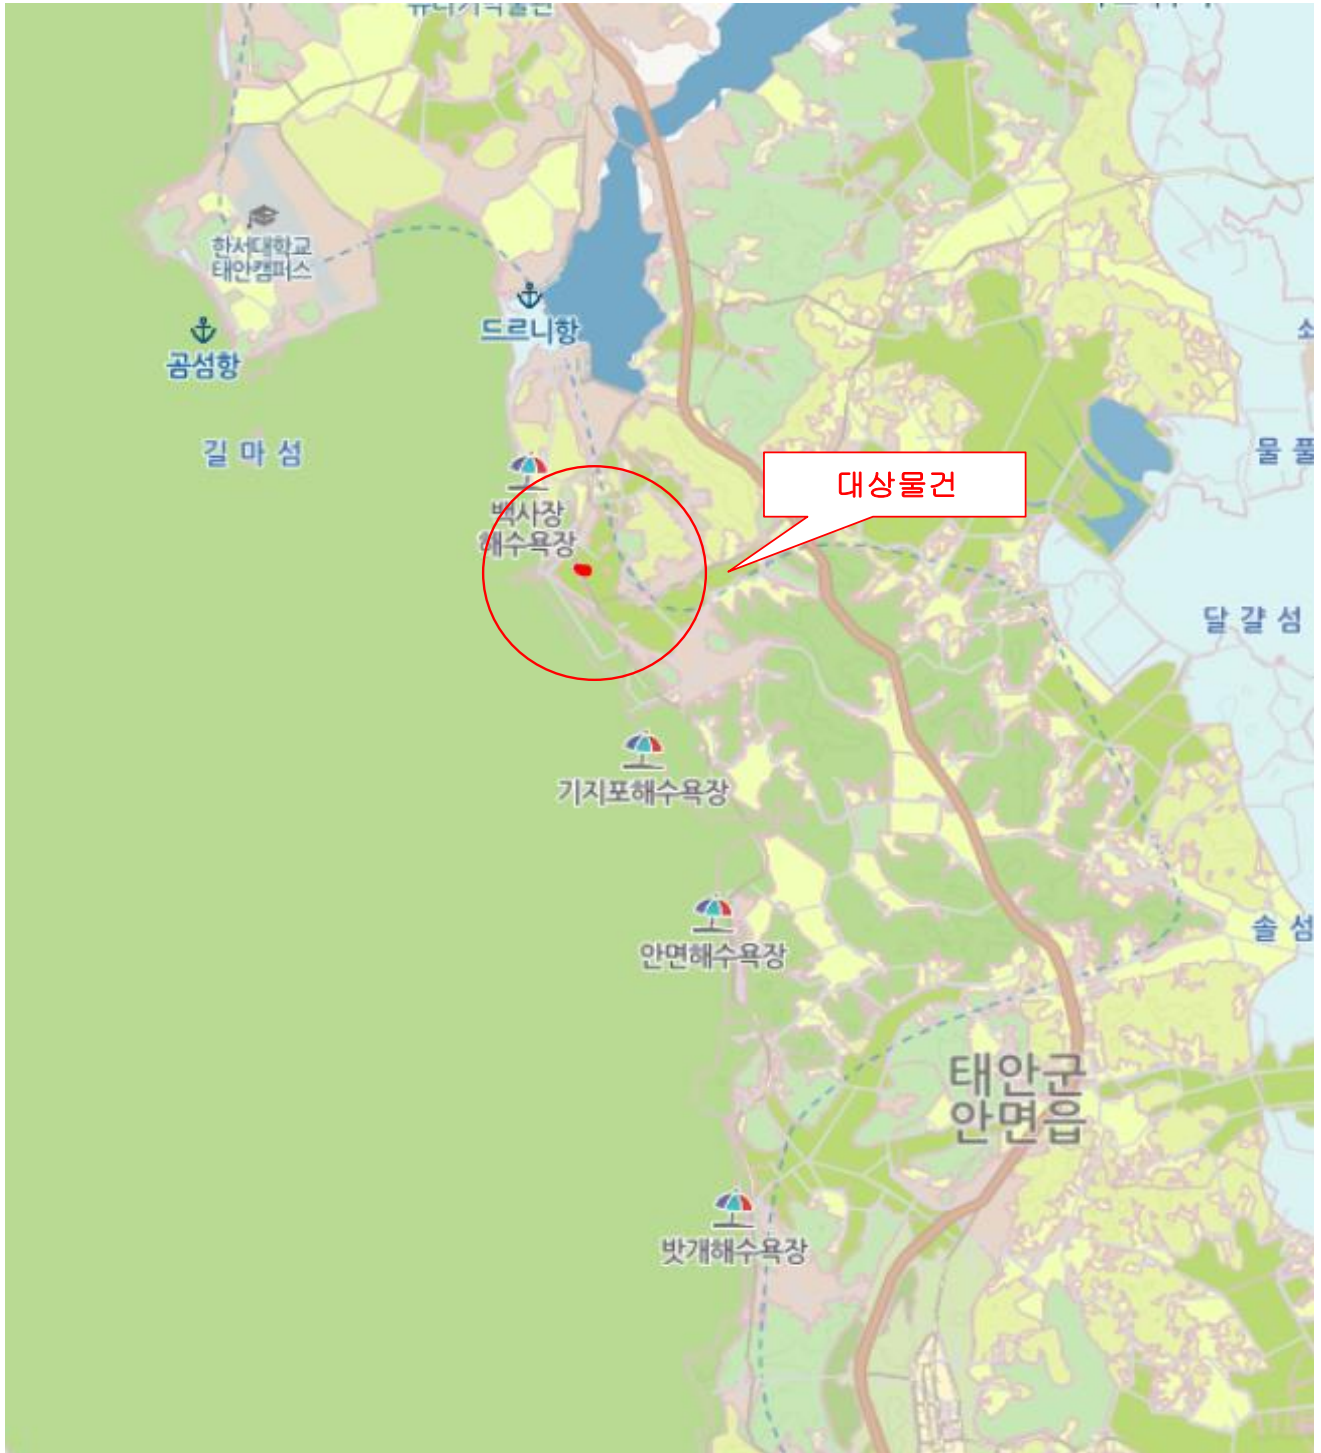 한서대학교
태안캠퍼스
드르니항
곰섬항
길마섬
물풀
대상물건
백사장
해수욕장
달걀섬
기지포해수욕장
안면해수욕장
솔섬
태안군
안면읍
밧개해수욕장